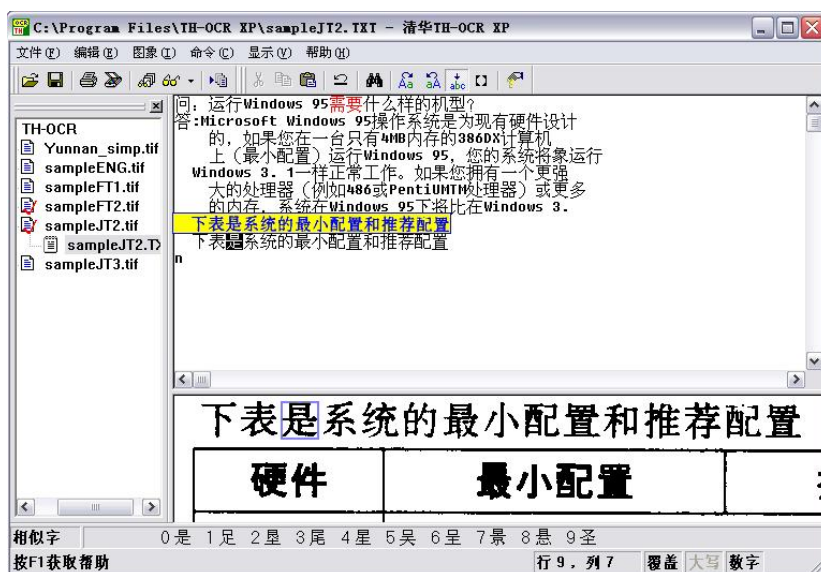 C:\Program Files\TH-OCR XP\sampleJT2.TXT - 清华TH-OCR XP
文件(F) 编辑(E) 图象(I) 命令(C) 显示(V) 帮助(H)
TH-OCR
Yunnan_simp.tif
sampleENG.tif
sampleFT1.tif
sampleFT2.tif
sampleJT2.tif
sampleJT2.T
sampleJT3.tif
问：运行Windows 95需要什么样的机型？
答:Microsoft Windows 95操作系统是为现有硬件设计
的，如果您在一台只有4MB内存的386DX计算机
上（最小配置）运行Windows 95，您的系统将象运行
Windows 3. 1一样正常工作。如果您拥有一个更强
大的处理器（例如486或PentiUMTM处理器）或更多
的内存，系统在Windows 95下将比在Windows 3.
下表是系统的最小配置和推荐配置
下表是系统的最小配置和推荐配置
n
下表是系统的最小配置和推荐配置
硬件 最小配置
相似字 0是 1足 2垦 3尾 4星 5吴 6呈 7景 8悬 9圣
按F1获取帮助 行 9, 列 7 覆盖 大写 数字